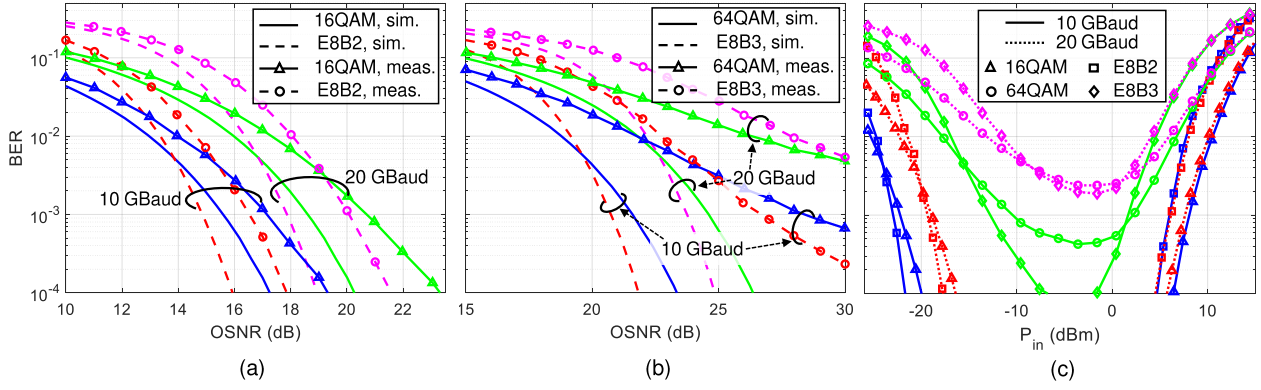 BER
10^-1
10^-2
10^-3
10^-4
10 12 14 16 18 20 22
OSNR (dB)
16QAM, sim.
E8B2, sim.
16QAM, meas.
E8B2, meas.
10 GBaud
20 GBaud
(a)
15 20 25 30
OSNR (dB)
64QAM, sim.
E8B3, sim.
64QAM, meas.
E8B3, meas.
20 GBaud
10 GBaud
(b)
10 GBaud
20 GBaud
16QAM E8B2
64QAM E8B3
-20 -10 0 10
P_in (dBm)
(c)